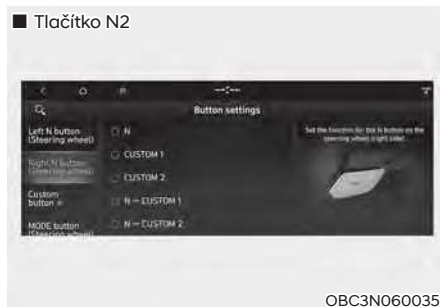 ■ Tlačítko N2
Button settings
Left N button
(Steering wheel)
Right N button
(Steering wheel)
Custom
button ☆
MODE button
(Steering wheel)
N
CUSTOM 1
CUSTOM 2
N ↔ CUSTOM 1
N ↔ CUSTOM 2
Set the function for the N button on the
steering wheel (right side).
OBC3N060035